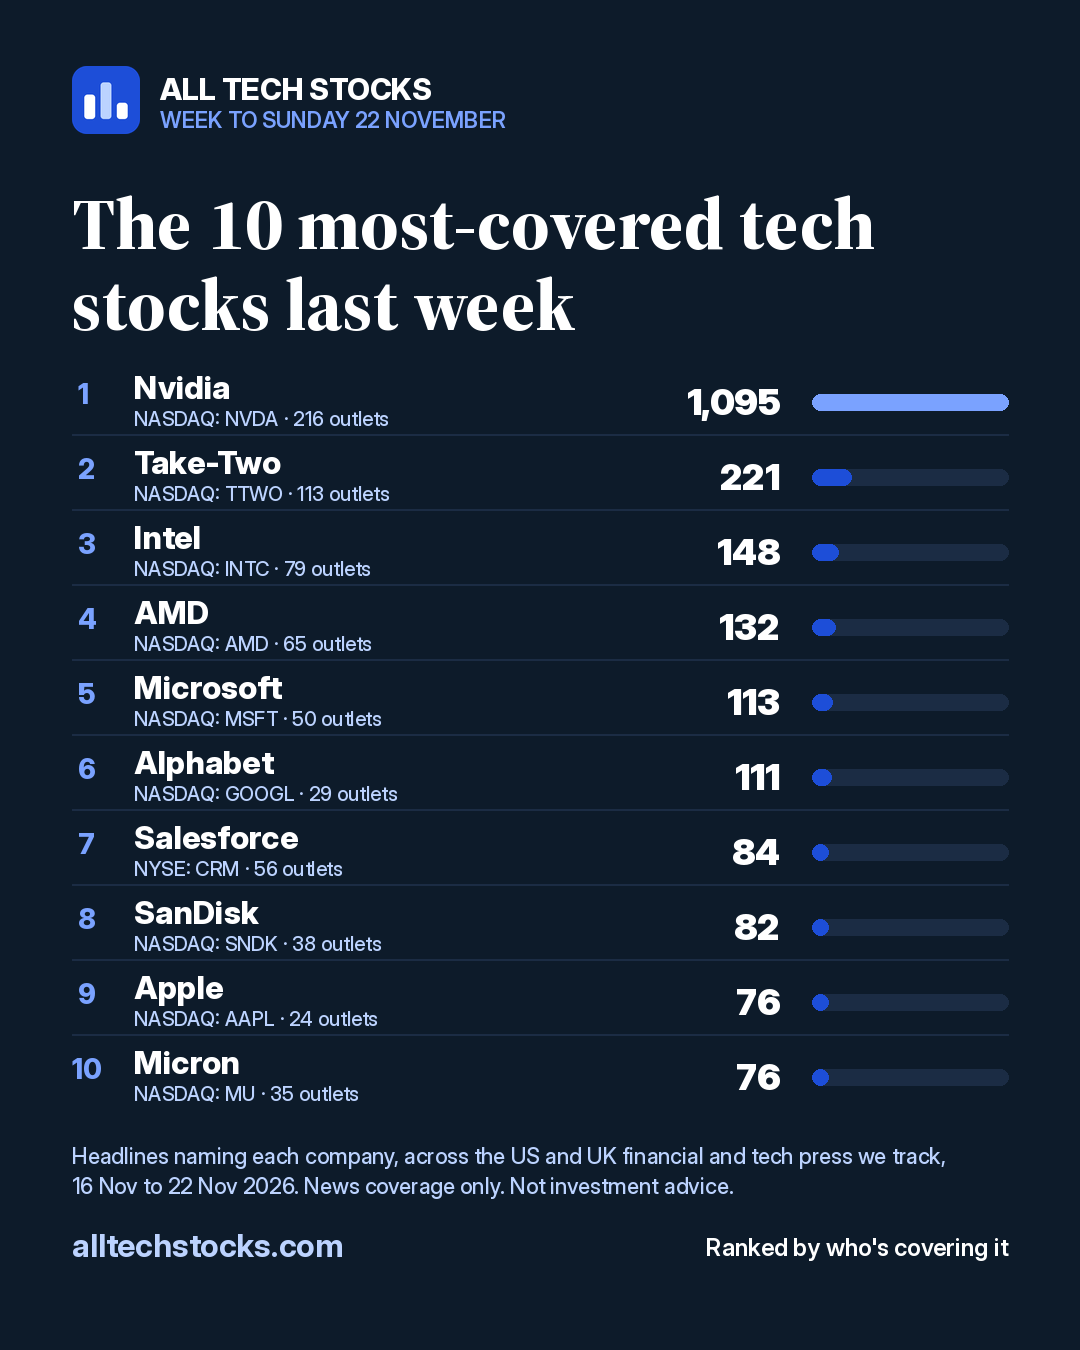 ALL TECH STOCKS
WEEK TO SUNDAY 22 NOVEMBER
The 10 most-covered tech
stocks last week
1 Nvidia 1,095
NASDAQ: NVDA · 216 outlets
2 Take-Two 221
NASDAQ: TTWO · 113 outlets
3 Intel 148
NASDAQ: INTC · 79 outlets
4 AMD 132
NASDAQ: AMD · 65 outlets
5 Microsoft 113
NASDAQ: MSFT · 50 outlets
6 Alphabet 111
NASDAQ: GOOGL · 29 outlets
7 Salesforce 84
NYSE: CRM · 56 outlets
8 SanDisk 82
NASDAQ: SNDK · 38 outlets
9 Apple 76
NASDAQ: AAPL · 24 outlets
10 Micron 76
NASDAQ: MU · 35 outlets
Headlines naming each company, across the US and UK financial and tech press we track,
16 Nov to 22 Nov 2026. News coverage only. Not investment advice.
alltechstocks.com Ranked by who's covering it